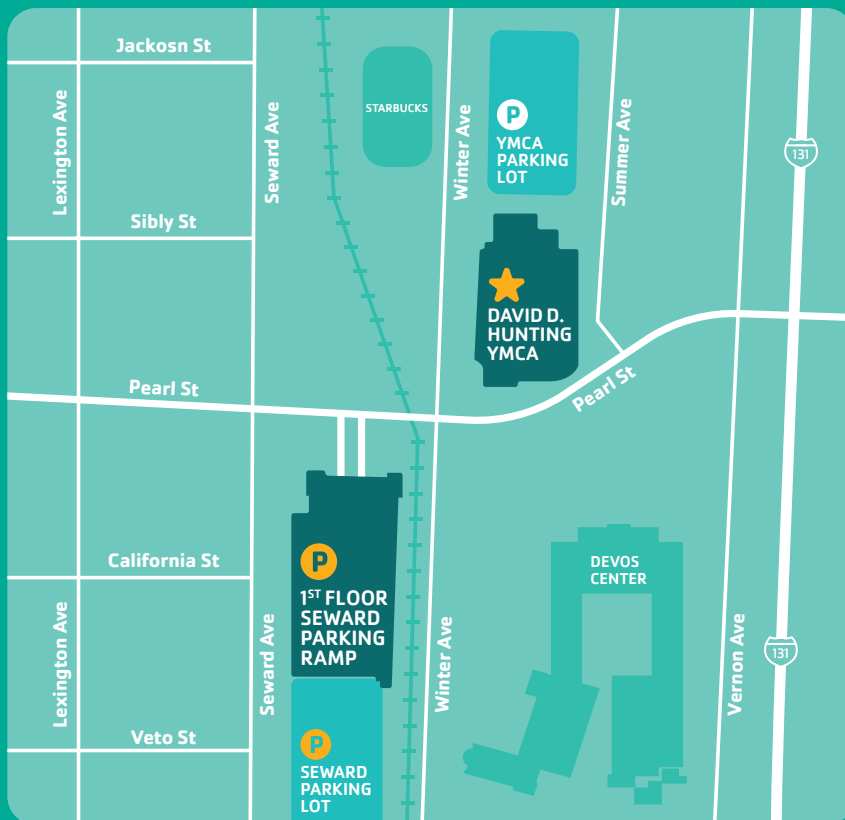 Jackosn St
Lexington Ave
Seward Ave
STARBUCKS
Winter Ave
P
YMCA
PARKING
LOT
Summer Ave
131
Sibly St
DAVID D.
HUNTING
YMCA
Pearl St
Pearl St
California St
P
1ST FLOOR
SEWARD
PARKING
RAMP
DEVOS
CENTER
Lexington Ave
Seward Ave
Winter Ave
Vernon Ave
131
Veto St
P
SEWARD
PARKING
LOT